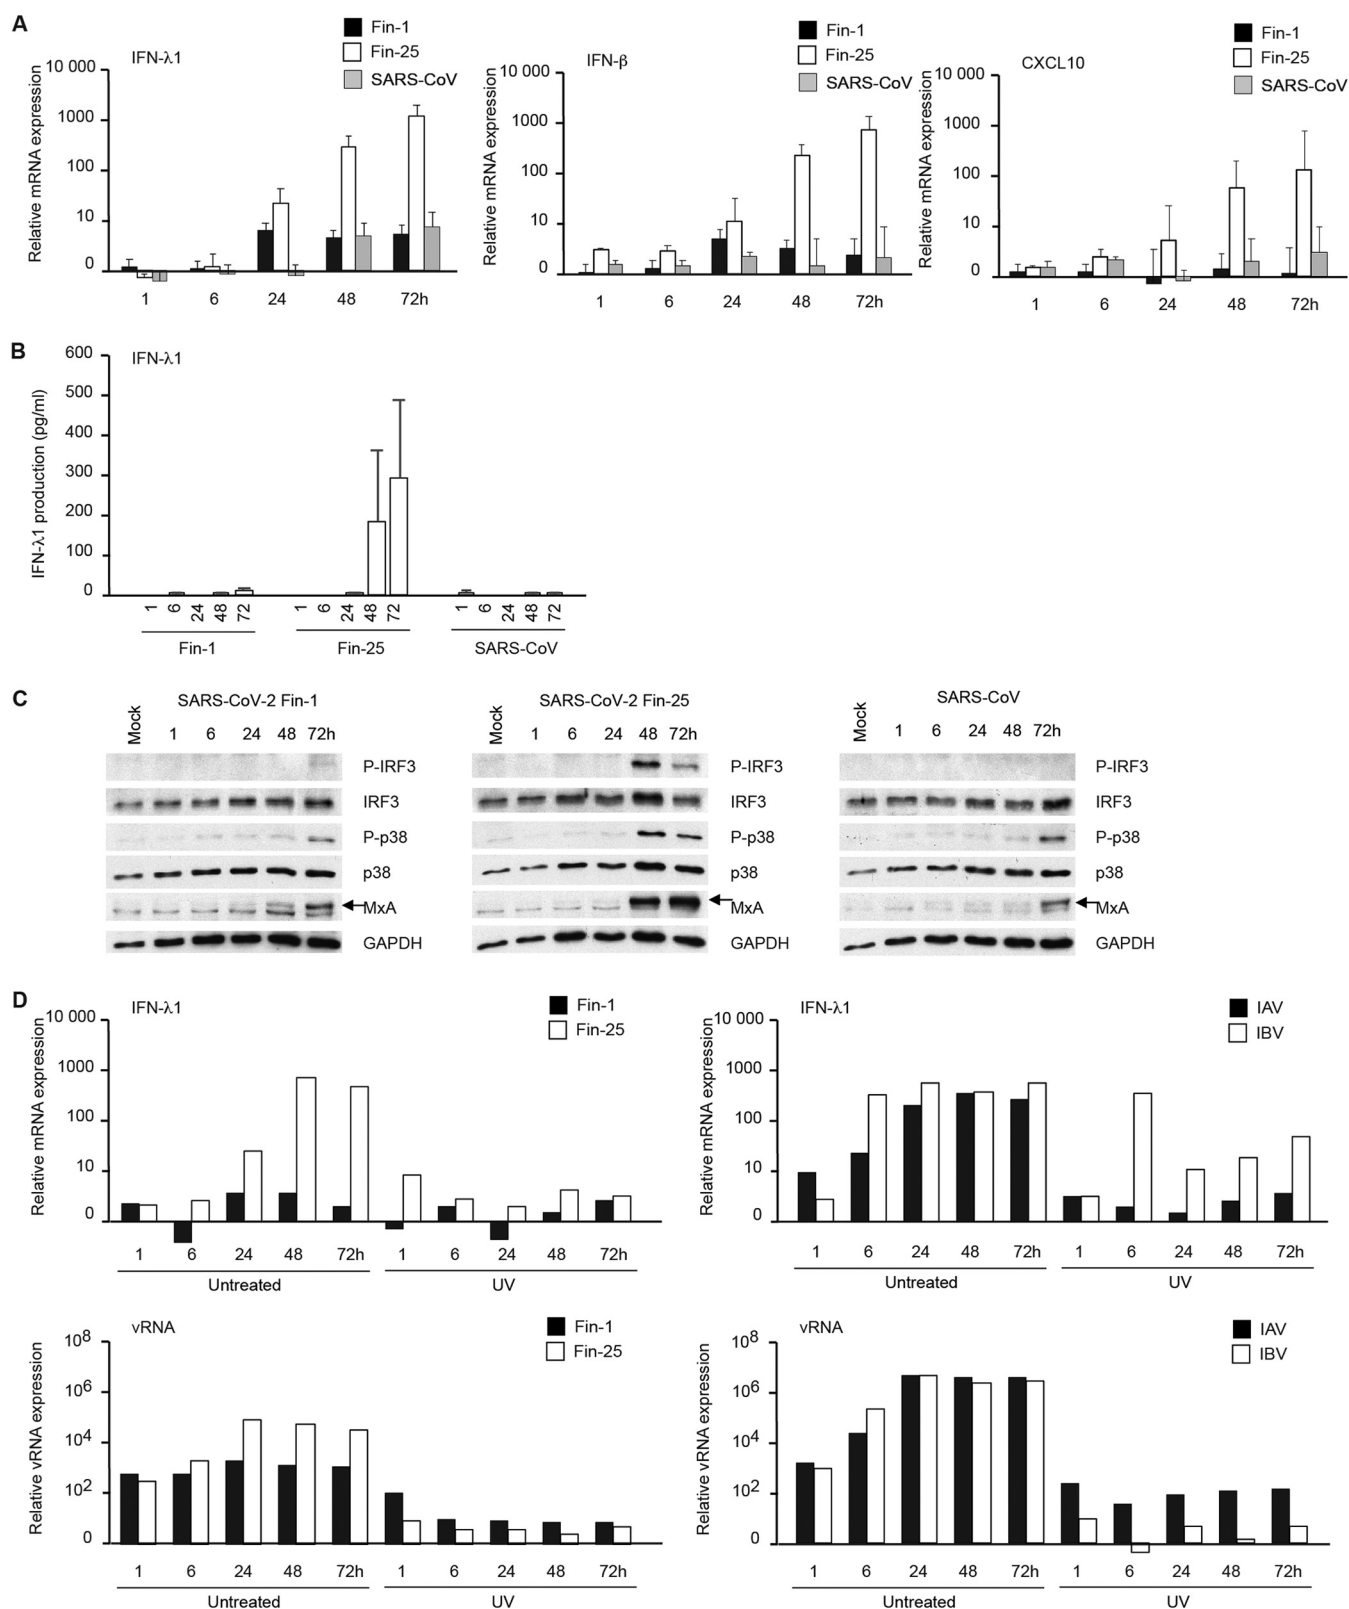 A
IFN-λ1
Fin-1
Fin-25
SARS-CoV
Relative mRNA expression
10 000
1000
100
10
0
1 6 24 48 72h
IFN-β
Fin-1
Fin-25
SARS-CoV
Relative mRNA expression
10 000
1000
100
10
0
1 6 24 48 72h
CXCL10
Fin-1
Fin-25
SARS-CoV
Relative mRNA expression
10 000
1000
100
10
0
1 6 24 48 72h
B
IFN-λ1
IFN-λ1 production (pg/ml)
600
500
400
300
200
100
0
1 6 24 48 72 1 6 24 48 72 1 6 24 48 72
Fin-1 Fin-25 SARS-CoV
C
SARS-CoV-2 Fin-1
Mock 1 6 24 48 72h
P-IRF3
IRF3
P-p38
p38
MxA
GAPDH
SARS-CoV-2 Fin-25
Mock 1 6 24 48 72h
P-IRF3
IRF3
P-p38
p38
MxA
GAPDH
SARS-CoV
Mock 1 6 24 48 72h
P-IRF3
IRF3
P-p38
p38
MxA
GAPDH
D
IFN-λ1
Fin-1
Fin-25
Relative mRNA expression
10 000
1000
100
10
0
1 6 24 48 72h 1 6 24 48 72h
Untreated UV
IFN-λ1
IAV
IBV
Relative mRNA expression
10 000
1000
100
10
0
1 6 24 48 72h 1 6 24 48 72h
Untreated UV
vRNA
Fin-1
Fin-25
Relative vRNA expression
10⁸
10⁶
10⁴
10²
0
1 6 24 48 72h 1 6 24 48 72h
Untreated UV
vRNA
IAV
IBV
Relative vRNA expression
10⁸
10⁶
10⁴
10²
0
1 6 24 48 72h 1 6 24 48 72h
Untreated UV